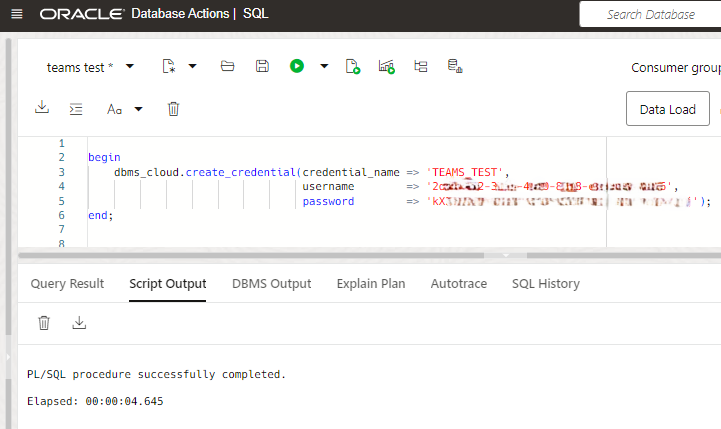 ORACLE Database Actions | SQL Search Database
teams test * Consumer group
Aa Data Load
1
2 begin
3 dbms_cloud.create_credential(credential_name => 'TEAMS_TEST',
4 username =>
5 password =>
6 end;
7
8
Query Result Script Output DBMS Output Explain Plan Autotrace SQL History
PL/SQL procedure successfully completed.
Elapsed: 00:00:04.645